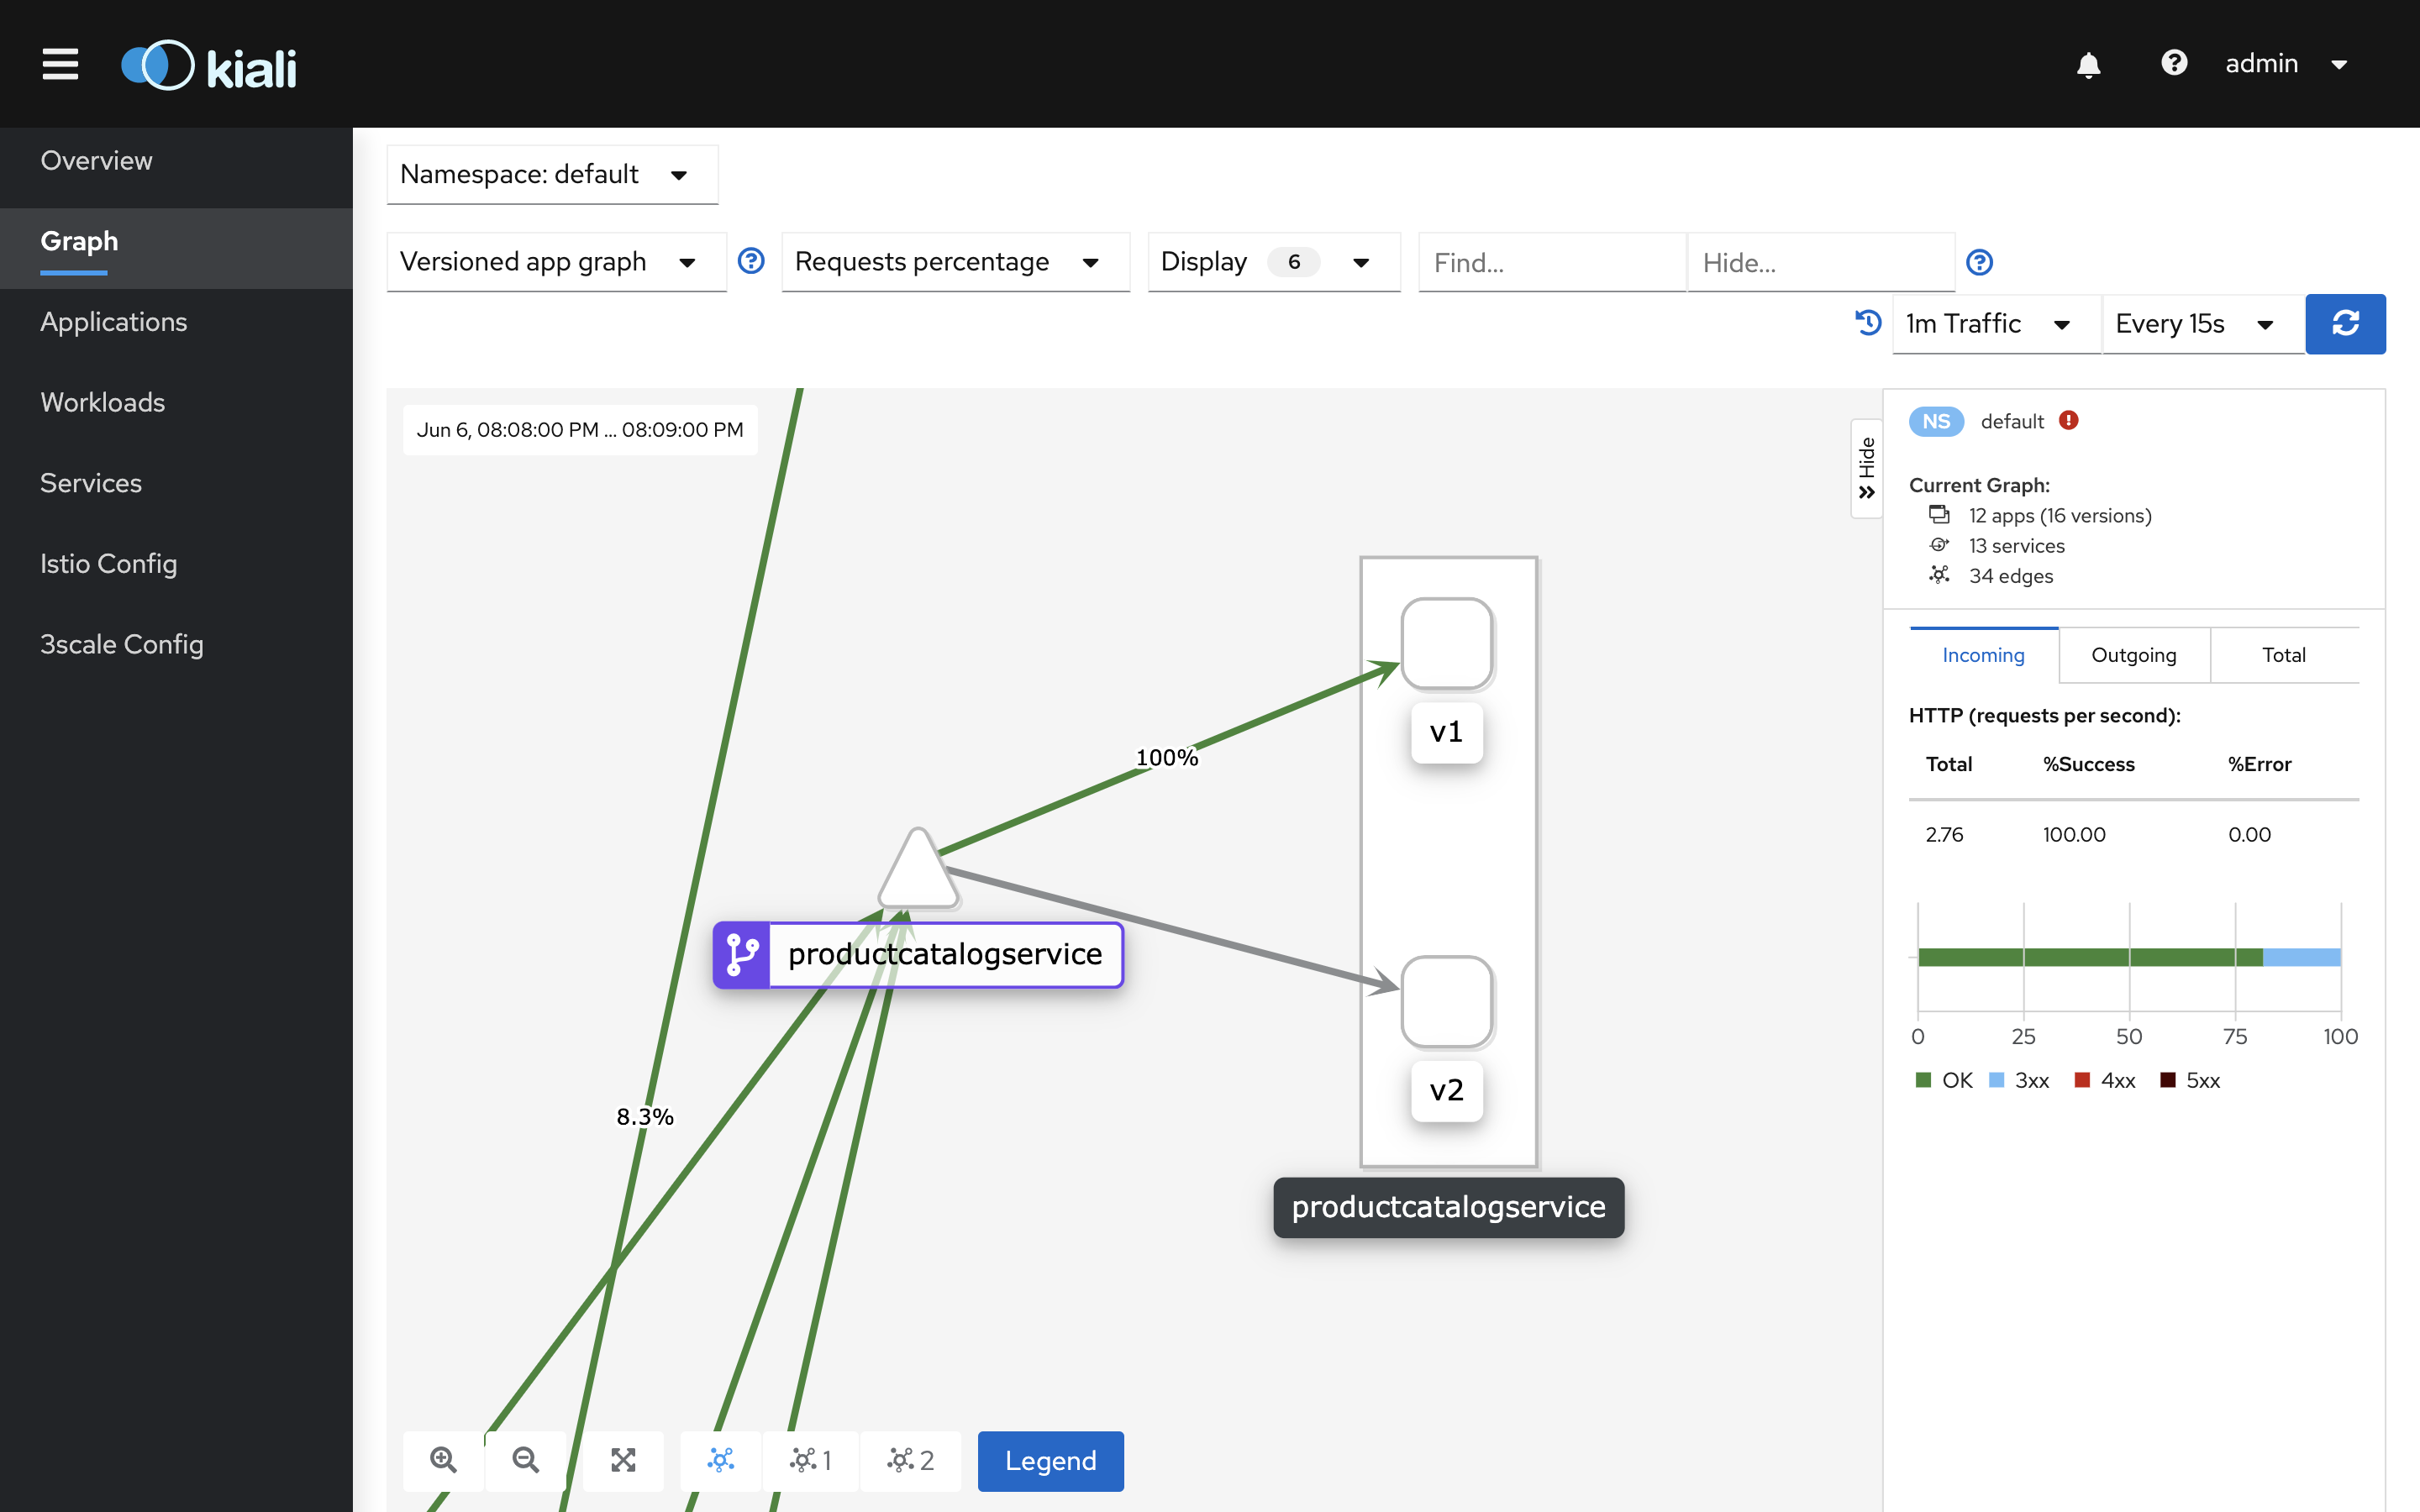 kiali
admin
Overview
Graph
Applications
Workloads
Services
Istio Config
3scale Config
Namespace: default
Versioned app graph
Requests percentage
Display 6
Find...
Hide...
1m Traffic
Every 15s
Jun 6, 08:08:00 PM ... 08:09:00 PM
Hide
v1
100%
productcatalogservice
8.3%
v2
productcatalogservice
1
2
Legend
NS default
Current Graph:
12 apps (16 versions)
13 services
34 edges
Incoming Outgoing Total
HTTP (requests per second):
Total %Success %Error
2.76 100.00 0.00
0 25 50 75 100
OK 3xx 4xx 5xx